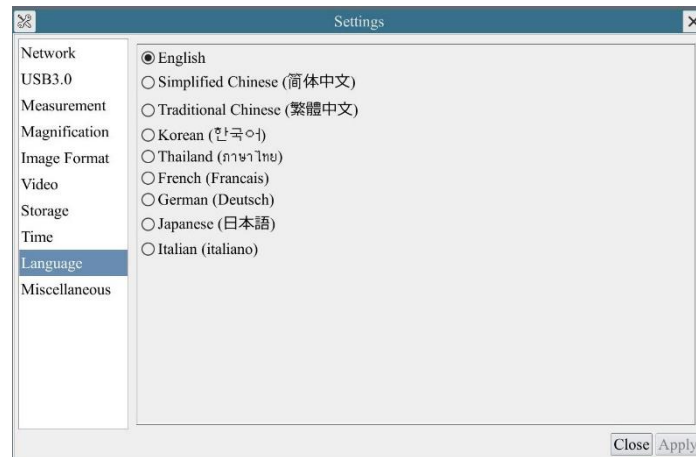 Settings
Network
USB3.0
Measurement
Magnification
Image Format
Video
Storage
Time
Language
Miscellaneous
English
Simplified Chinese (简体中文)
Traditional Chinese (繁體中文)
Korean (한국어)
Thailand (ภาษาไทย)
French (Francais)
German (Deutsch)
Japanese (日本語)
Italian (italiano)
Close Apply